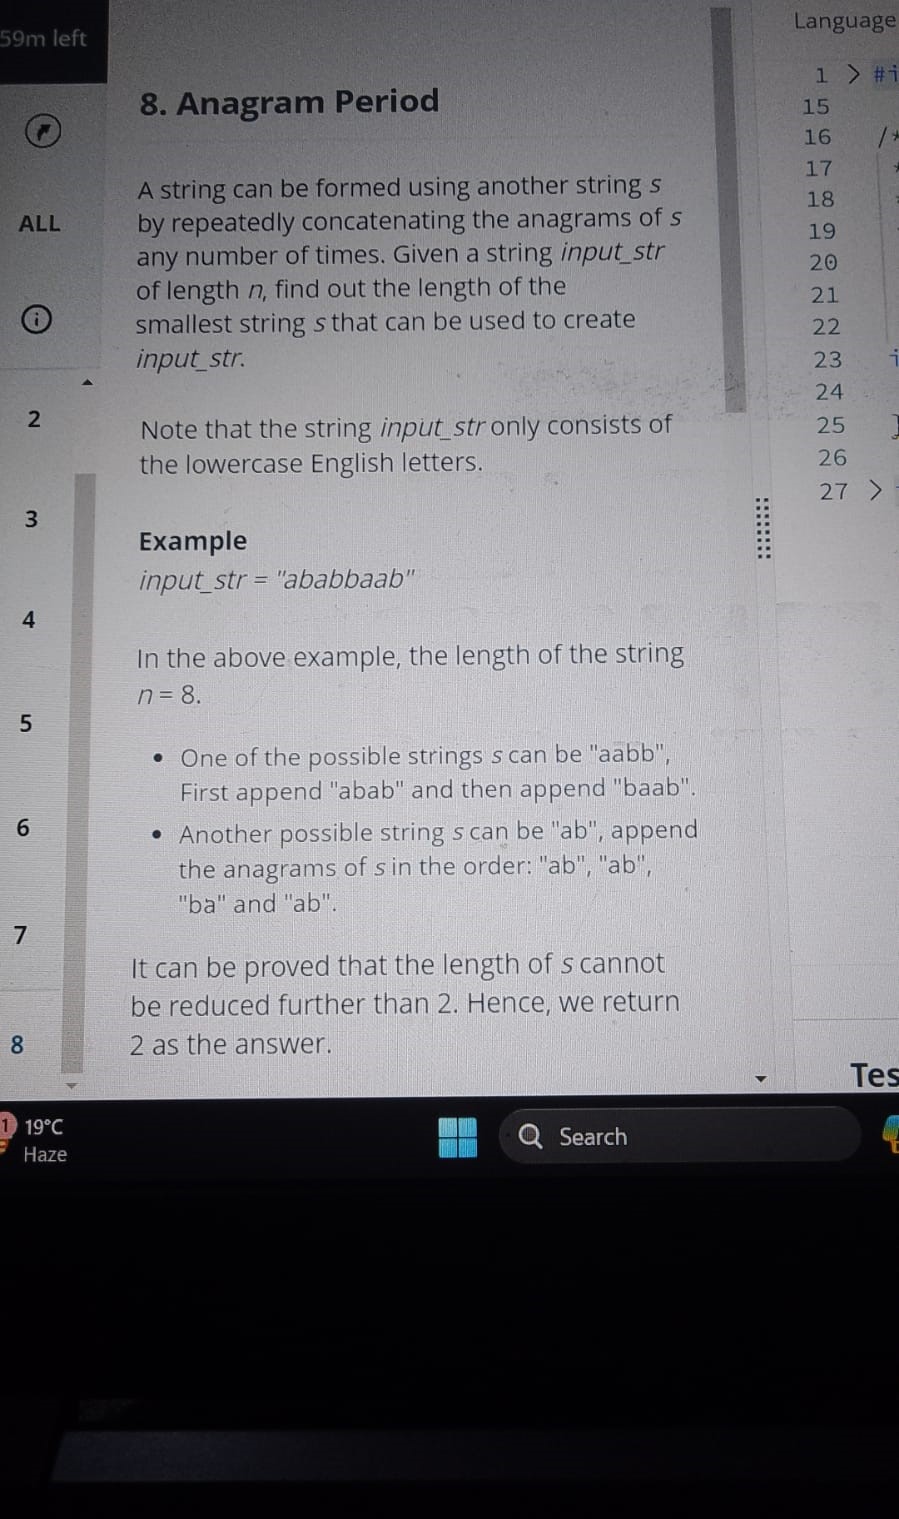 59m left
Language
8. Anagram Period
A string can be formed using another string s
by repeatedly concatenating the anagrams of s
any number of times. Given a string input_str
of length n, find out the length of the
smallest string s that can be used to create
input_str.
Note that the string input_str only consists of
the lowercase English letters.
Example
input_str = "ababbaab"
In the above example, the length of the string
n = 8.
• One of the possible strings s can be "aabb",
First append "abab" and then append "baab".
• Another possible string s can be "ab", append
the anagrams of s in the order: "ab", "ab",
"ba" and "ab".
It can be proved that the length of s cannot
be reduced further than 2. Hence, we return
2 as the answer.
ALL
2
3
4
5
6
7
8
1 > #i
15
16 /*
17
18
19
20
21
22
23 i
24
25 }
26
27 >
Tes
1
19°C
Haze
Search